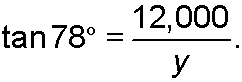 tan 78° = 12,000 / y.